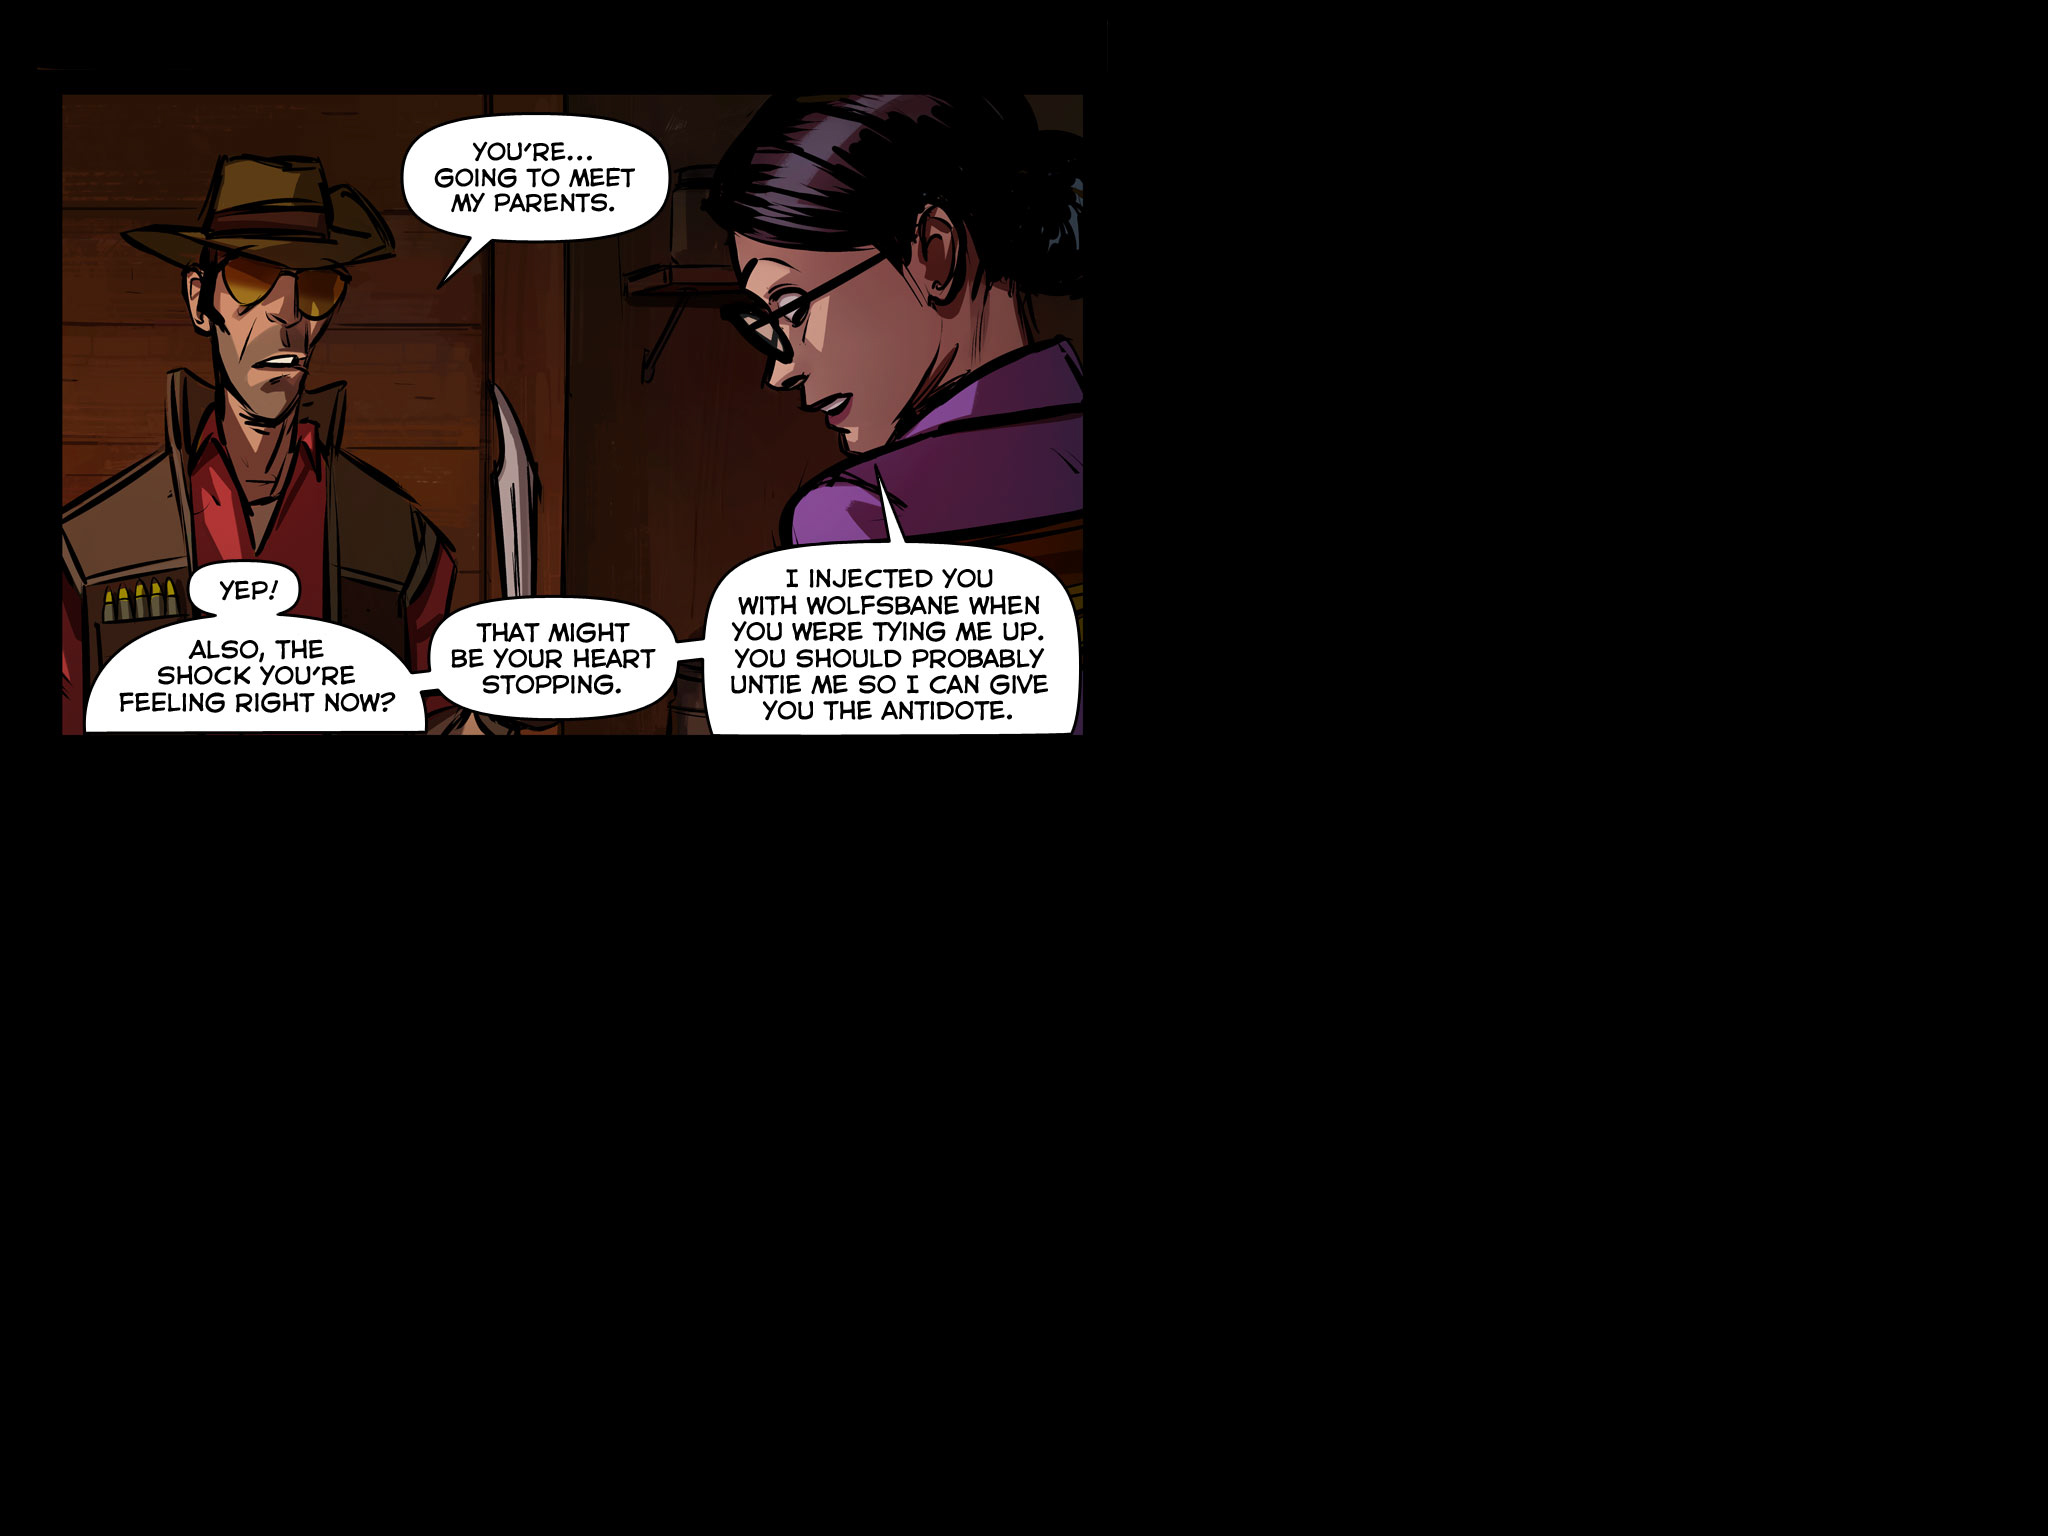 YOU'RE...
GOING TO MEET
MY PARENTS.
YEP!
ALSO, THE
SHOCK YOU'RE
FEELING RIGHT NOW?
THAT MIGHT
BE YOUR HEART
STOPPING.
I INJECTED YOU
WITH WOLFSBANE WHEN
YOU WERE TYING ME UP.
YOU SHOULD PROBABLY
UNTIE ME SO I CAN GIVE
YOU THE ANTIDOTE.